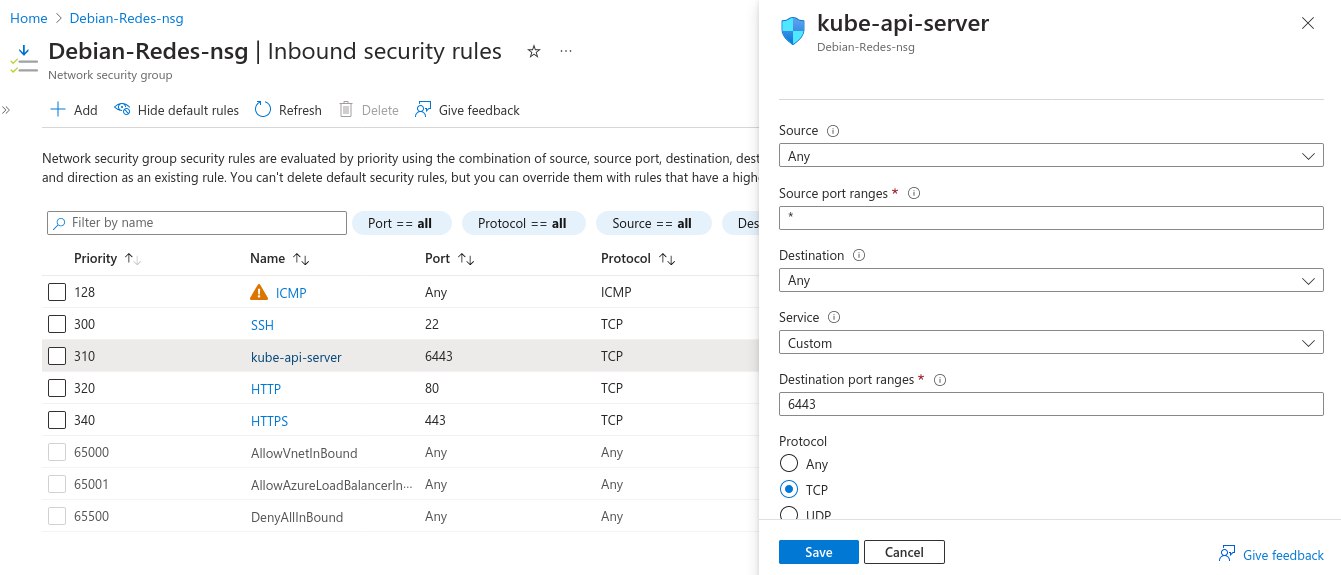 Home > Debian-Redes-nsg
Debian-Redes-nsg | Inbound security rules
Network security group
Add Hide default rules Refresh Delete Give feedback
Network security group security rules are evaluated by priority using the combination of source, source port, destination, dest
and direction as an existing rule. You can't delete default security rules, but you can override them with rules that have a high
Filter by name Port == all Protocol == all Source == all Des
Priority Name Port Protocol
128 ICMP Any ICMP
300 SSH 22 TCP
310 kube-api-server 6443 TCP
320 HTTP 80 TCP
340 HTTPS 443 TCP
65000 AllowVnetInBound Any Any
65001 AllowAzureLoadBalancerIn... Any Any
65500 DenyAllInBound Any Any
kube-api-server
Debian-Redes-nsg
Source
Any
Source port ranges *
*
Destination
Any
Service
Custom
Destination port ranges *
6443
Protocol
Any
TCP
UDP
Save Cancel Give feedback